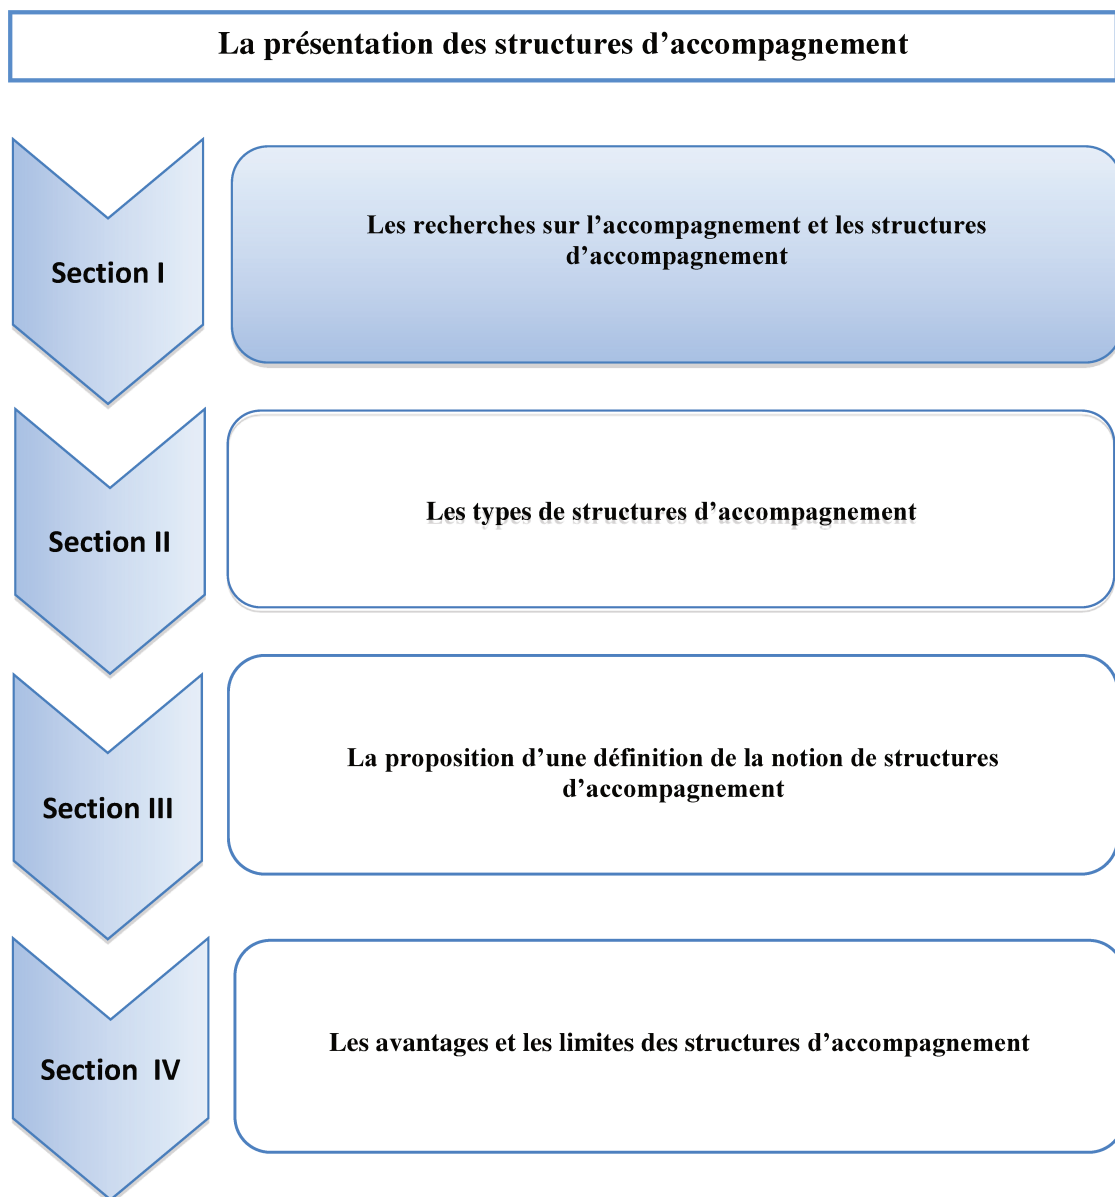 La présentation des structures d’accompagnement
Section I
Les recherches sur l’accompagnement et les structures
d’accompagnement
Section II
Les types de structures d’accompagnement
Section III
La proposition d’une définition de la notion de structures
d’accompagnement
Section  IV
Les avantages et les limites des structures d’accompagnement